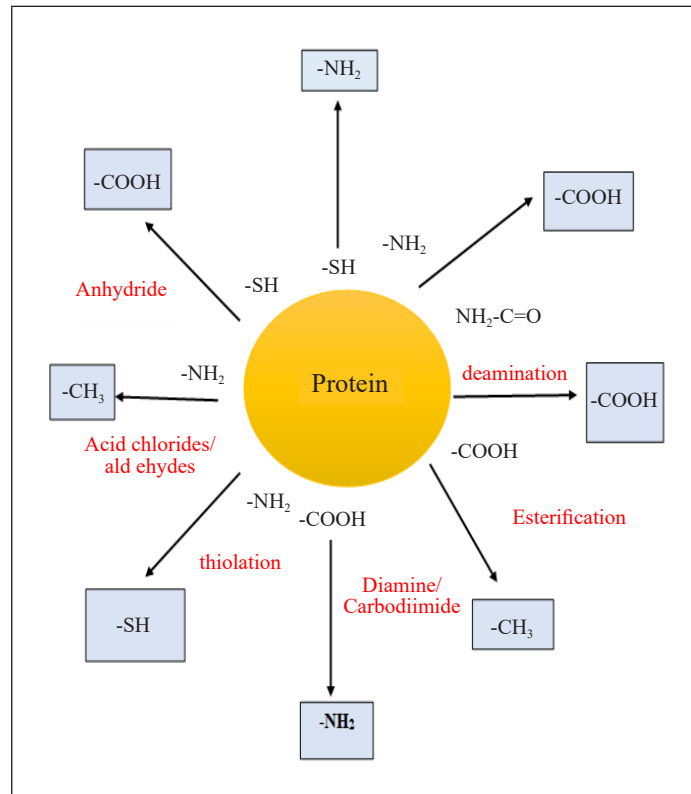 -NH₂
-COOH
-COOH
-NH₂
-SH
-SH
Anhydride
NH₂-C=O
-NH₂
Protein
deamination
-CH₃
-COOH
Acid chlorides/
ald ehydes
-COOH
-NH₂
-COOH
Esterification
thiolation
Diamine/
Carbodiimide
-SH
-CH₃
-NH₂